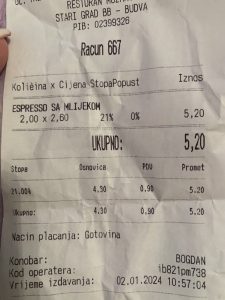 RESTORAN
STARI GRAD BB - BUDVA
PIB: 02399326
Racun 667
Količina x Cijena StopaPopust Iznos
ESPRESSO SA MLIJEKOM
2,00 x 2,60 21% 0% 5,20
UKUPNO: 5,20
Stopa Osnovica PDV Promet
21.00% 4.30 0.90 5.20
Ukupno: 4.30 0.90 5.20
Nacin placanja: Gotovina
Konobar: BOGDAN
Kod operatera: ib821pm738
Vrijeme izdavanja: 02.01.2024 10:57:04